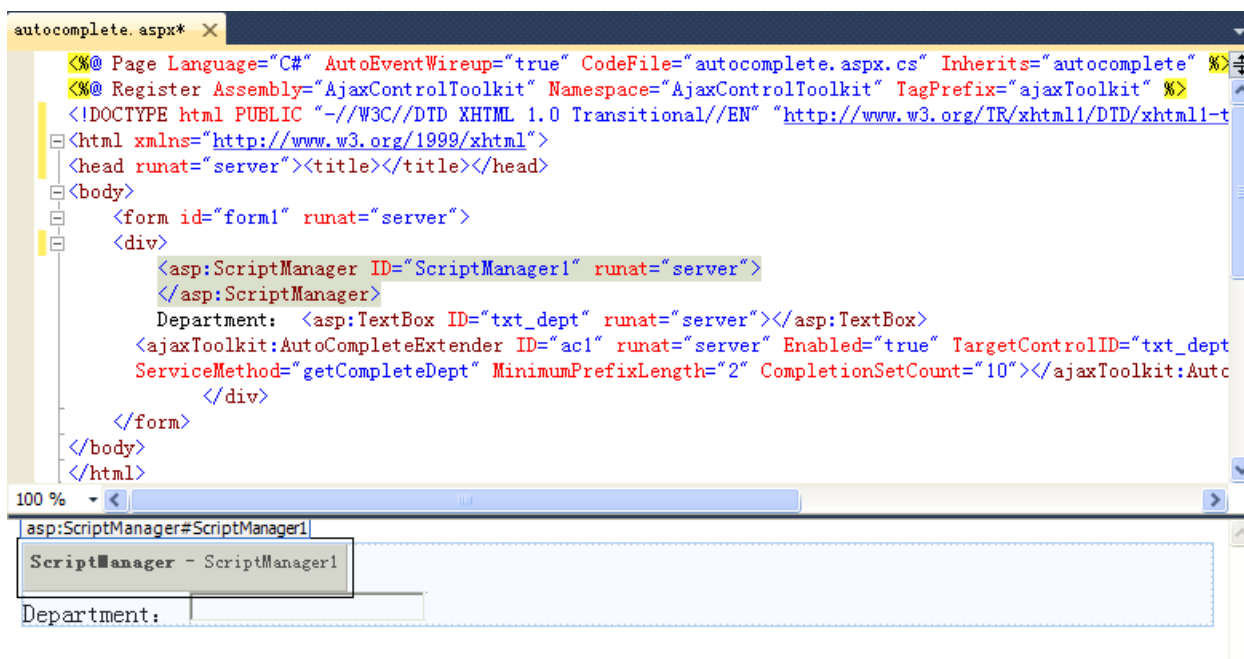 autocomplete.aspx*
<%@ Page Language="C#" AutoEventWireup="true" CodeFile="autocomplete.aspx.cs" Inherits="autocomplete" %>
<%@ Register Assembly="AjaxControlToolkit" Namespace="AjaxControlToolkit" TagPrefix="ajaxToolkit" %>
<!DOCTYPE html PUBLIC "-//W3C//DTD XHTML 1.0 Transitional//EN" "http://www.w3.org/TR/xhtml1/DTD/xhtml1-t
<html xmlns="http://www.w3.org/1999/xhtml">
<head runat="server"><title></title></head>
<body>
<form id="form1" runat="server">
<div>
<asp:ScriptManager ID="ScriptManager1" runat="server">
</asp:ScriptManager>
Department: <asp:TextBox ID="txt_dept" runat="server"></asp:TextBox>
<ajaxToolkit:AutoCompleteExtender ID="ac1" runat="server" Enabled="true" TargetControlID="txt_dept
ServiceMethod="getCompleteDept" MinimumPrefixLength="2" CompletionSetCount="10"></ajaxToolkit:Auto
</div>
</form>
</body>
</html>
100 %
asp:ScriptManager#ScriptManager1
ScriptManager - ScriptManager1
Department: